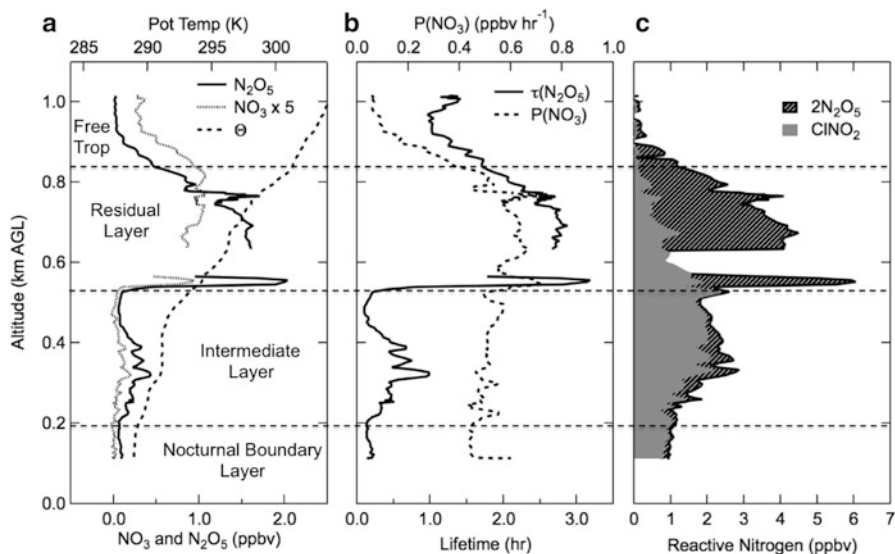 a
Pot Temp (K)
285 290 295 300
N₂O₅
NO₃ x 5
Θ
Free
Trop
Residual
Layer
Intermediate
Layer
Nocturnal Boundary
Layer
Altitude (km AGL)
1.0
0.8
0.6
0.4
0.2
0.0
0.0 1.0 2.0
NO₃ and N₂O₅ (ppbv)
b
P(NO₃) (ppbv hr⁻¹)
0.0 0.2 0.4 0.6 0.8 1.0
τ(N₂O₅)
P(NO₃)
0.0 1.0 2.0 3.0
Lifetime (hr)
c
2N₂O₅
ClNO₂
0 1 2 3 4 5 6 7
Reactive Nitrogen (ppbv)